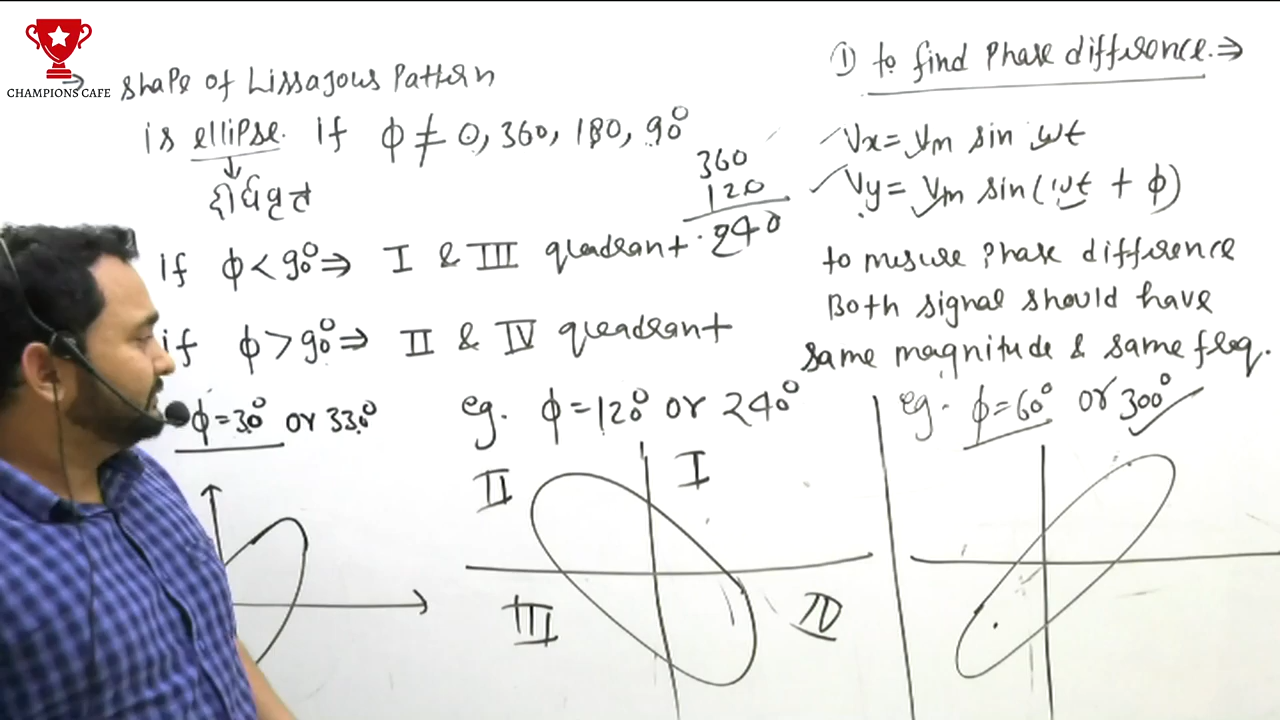 CHAMPIONS CAFE
→ shape of Lissajous Pattern
is ellipse. if ϕ ≠ 0, 360, 180, 90°
↓
if ϕ < 90° ⇒ I & III quadrant.
if ϕ > 90° ⇒ II & IV quadrant
360
120
240
ϕ = 30° or 330°
eg. ϕ = 120° or 240°
II
I
III
IV
① to find Phase difference. ⇒
Vx = Vm sin ωt
Vy = Vm sin(ωt + ϕ)
to mesure phase difference
Both signal should have
same magnitude & same freq.
eg. ϕ = 60° or 300°